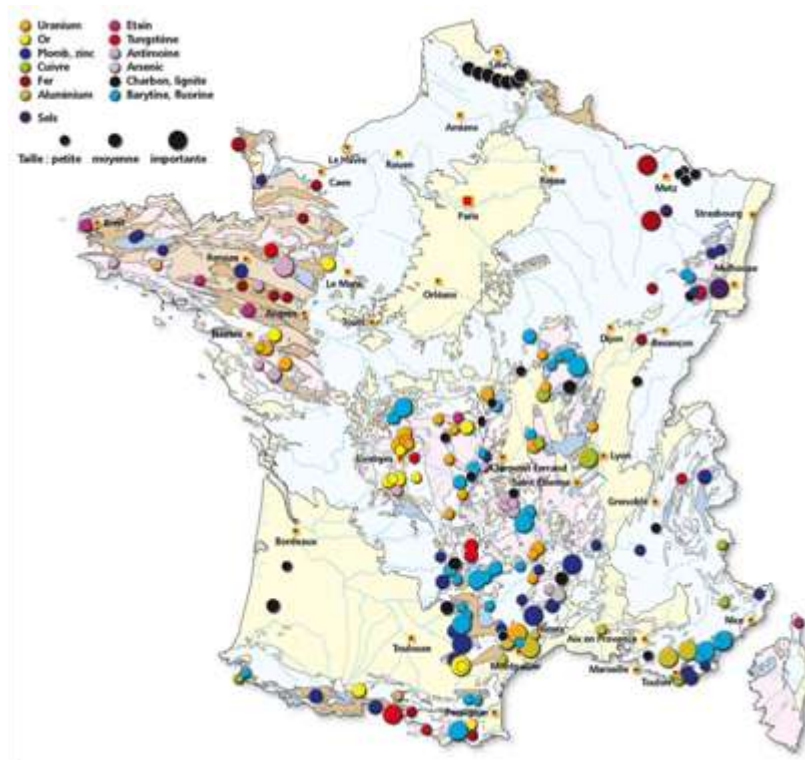 Uranium
Etain
Or
Tungstène
Plomb, zinc
Antimoine
Cuivre
Arsenic
Fer
Charbon, lignite
Aluminium
Barytine, fluorine
Sels
Taille : petite
moyenne
importante
Lille
Amiens
Le Havre
Rouen
Caen
Metz
Paris
Strasbourg
Brest
Mulhouse
Rennes
Le Mans
Orléans
Angers
Tours
Nantes
Dijon
Besançon
Limoges
Clermont Ferrand
Lyon
Saint Etienne
Grenoble
Bordeaux
Nice
Nimes
Aix en Provence
Toulouse
Montpellier
Marseille
Toulon
Perpignan